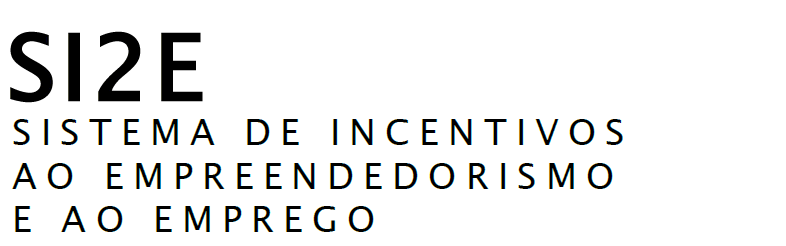 SI2E
SISTEMA DE INCENTIVOS
AO EMPREENDEDORISMO
E AO EMPREGO